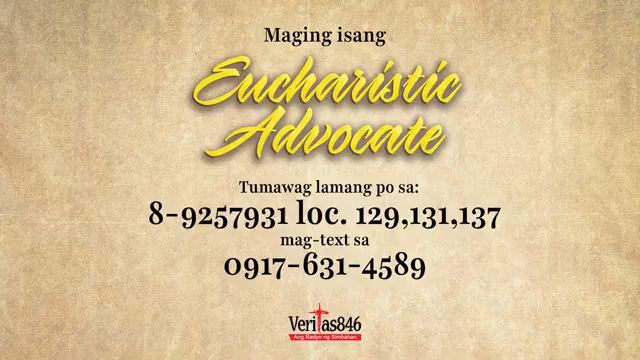 Maging isang
Eucharistic
Advocate
Tumawag lamang po sa:
8-9257931 loc. 129,131,137
mag-text sa
0917-631-4589
Veritas846
Ang Radyo ng Simbahan